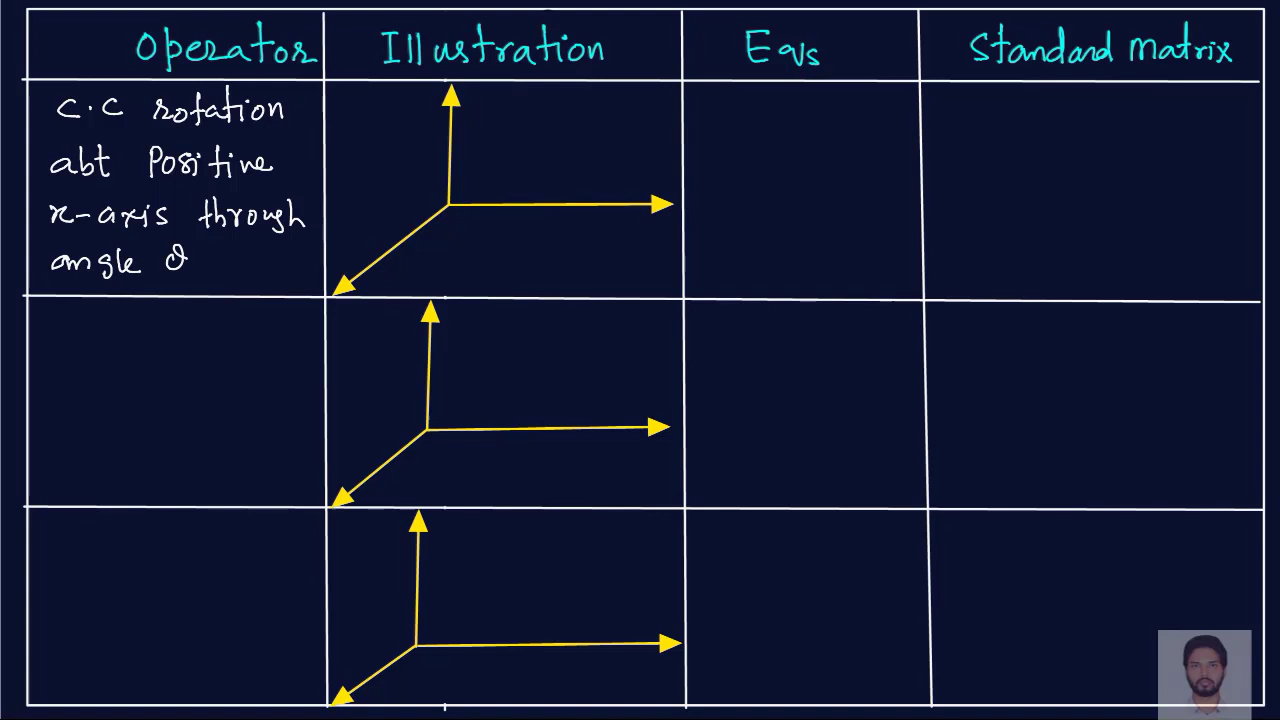 Operator Illustration Eqs Standard Matrix
C.C rotation
abt Positive
x-axis through
angle θ